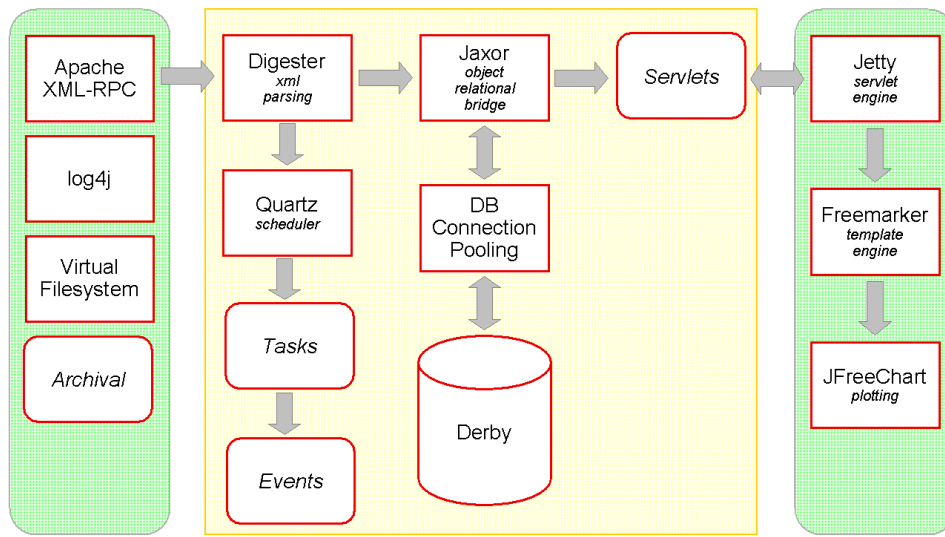 Apache
XML-RPC
log4j
Virtual
Filesystem
Archival
Digester
xml
parsing
Quartz
scheduler
Tasks
Events
Jaxor
object
relational
bridge
DB
Connection
Pooling
Derby
Servlets
Jetty
servlet
engine
Freemarker
template
engine
JFreeChart
plotting